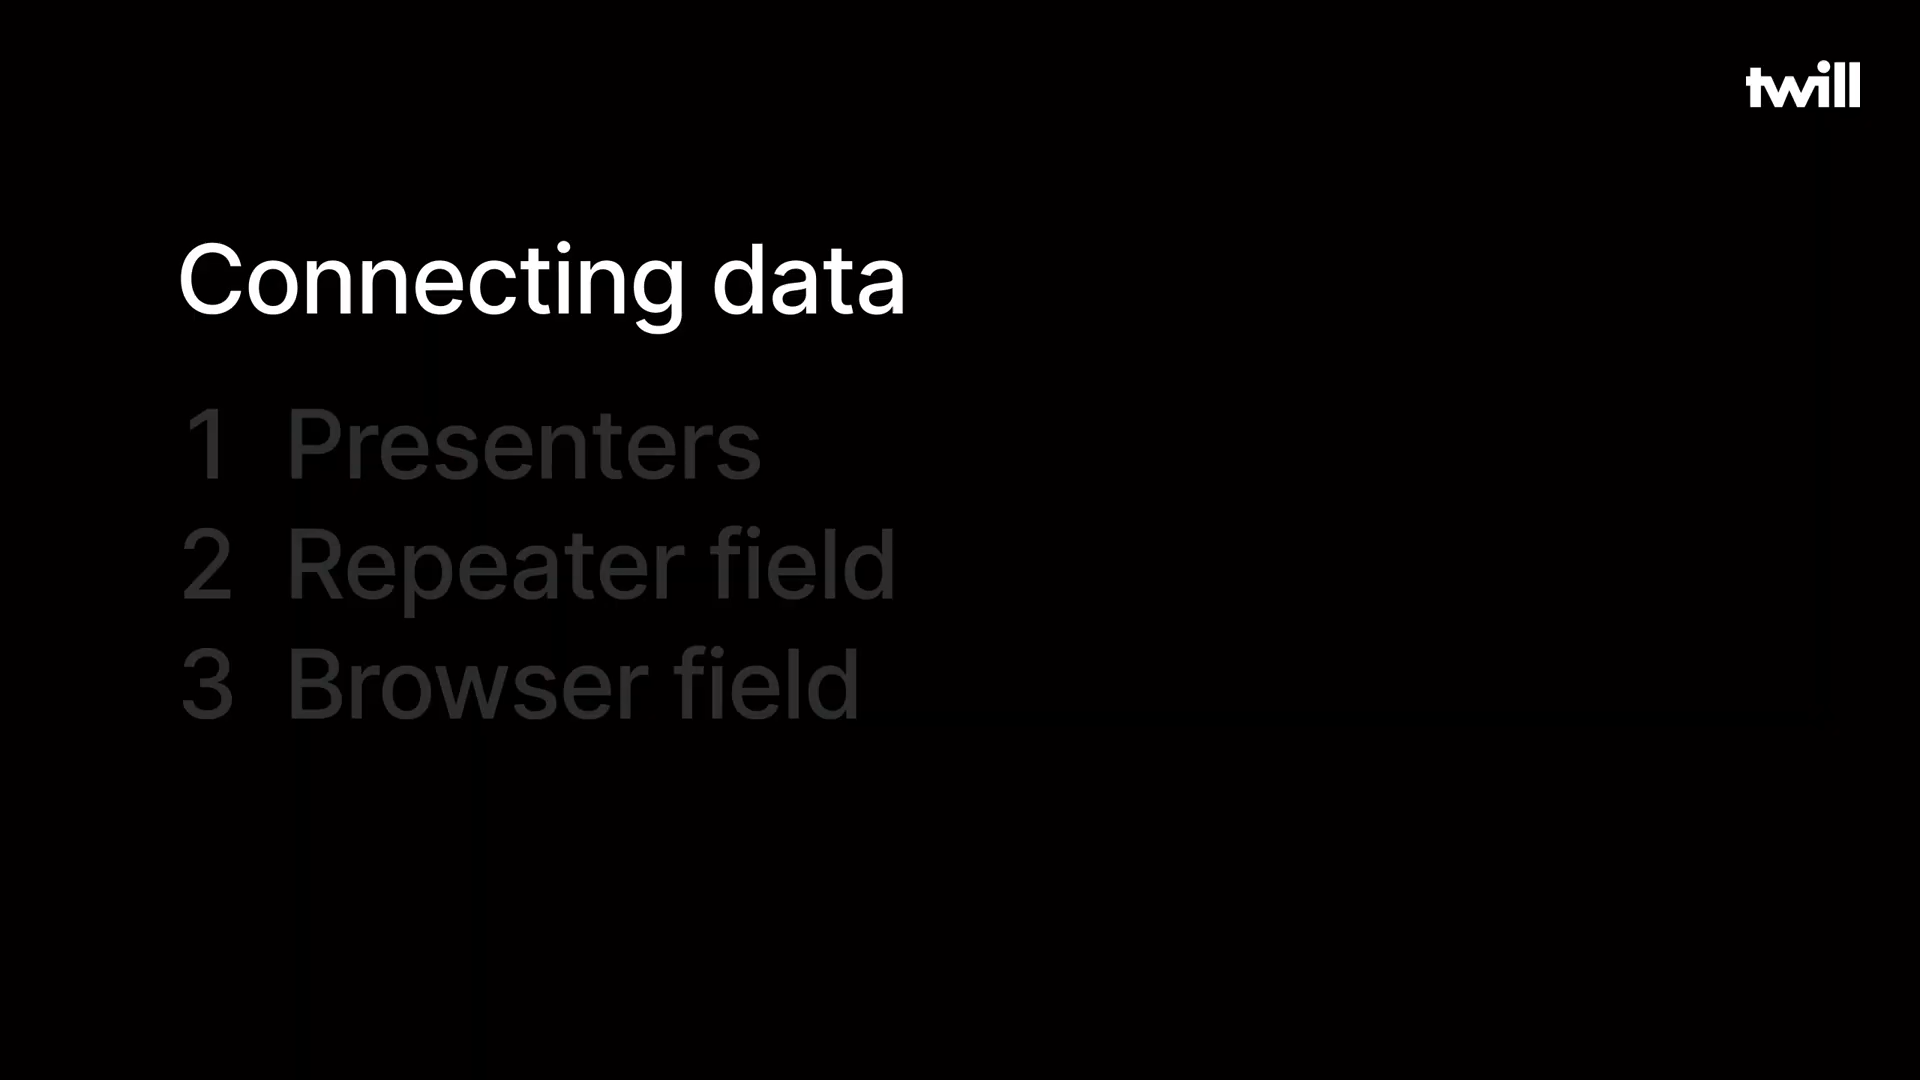 twill
Connecting data
1 Presenters
2 Repeater field
3 Browser field